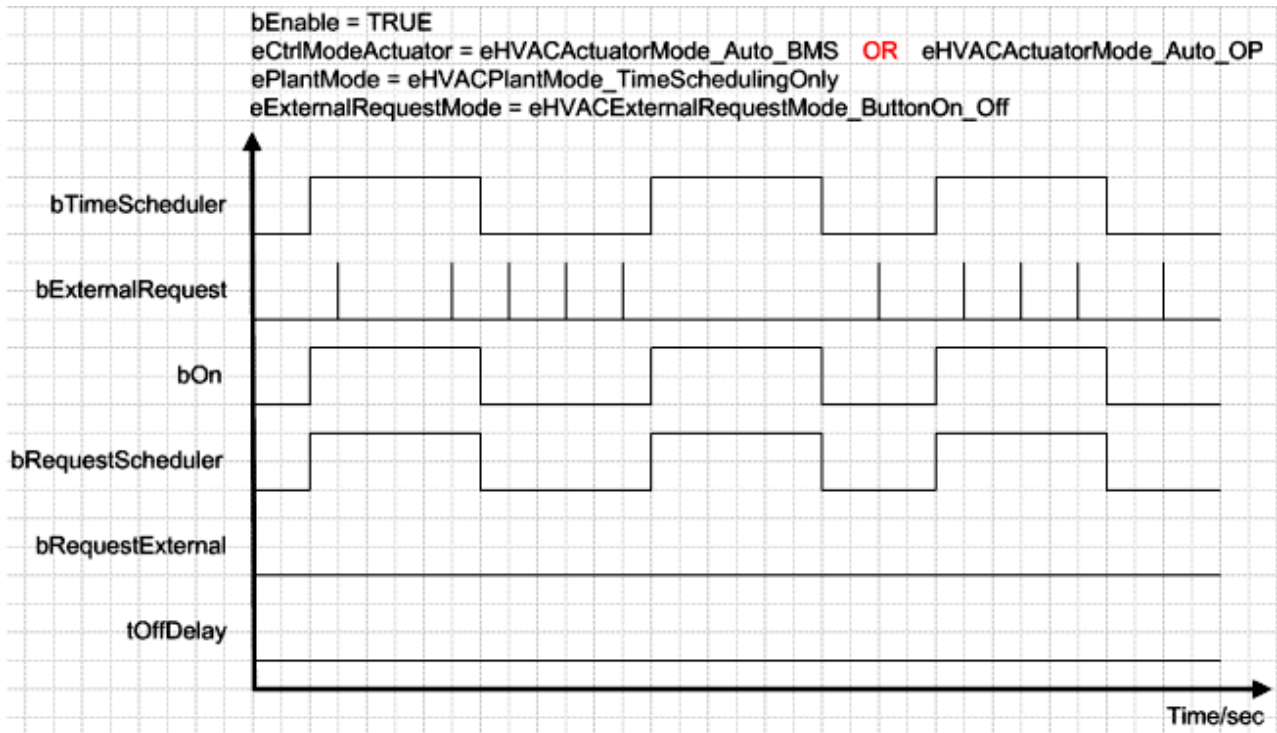 bEnable = TRUE
eCtrlModeActuator = eHVACActuatorMode_Auto_BMS OR eHVACActuatorMode_Auto_OP
ePlantMode = eHVACPlantMode_TimeSchedulingOnly
eExternalRequestMode = eHVACExternalRequestMode_ButtonOn_Off
bTimeScheduler
bExternalRequest
bOn
bRequestScheduler
bRequestExternal
tOffDelay
Time/sec